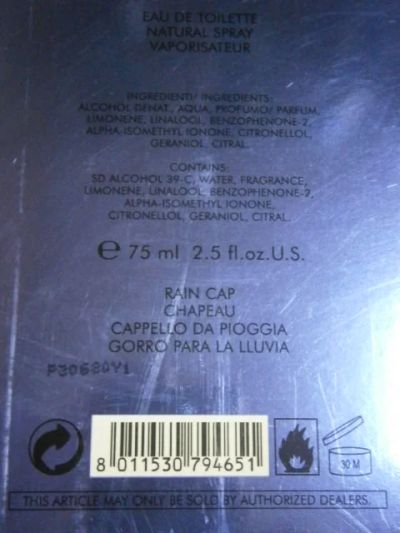 EAU DE TOILETTE
NATURAL SPRAY
VAPORISATEUR
INGREDIENTI/ INGREDIENTS:
ALCOHOL DENAT., AQUA, PROFUMO/ PARFUM,
LIMONENE, LINALOOL, BENZOPHENONE-2,
ALPHA-ISOMETHYL IONONE, CITRONELLOL,
GERANIOL, CITRAL.
CONTAINS:
SD ALCOHOL 39-C, WATER, FRAGRANCE,
LIMONENE, LINALOOL, BENZOPHENONE-2,
ALPHA-ISOMETHYL IONONE,
CITRONELLOL, GERANIOL, CITRAL.
e 75 ml 2.5 fl.oz.U.S.
RAIN CAP
CHAPEAU
CAPPELLO DA PIOGGIA
GORRO PARA LA LLUVIA
8 011530 794651
30 M
THIS ARTICLE MAY ONLY BE SOLD BY AUTHORIZED DEALERS.